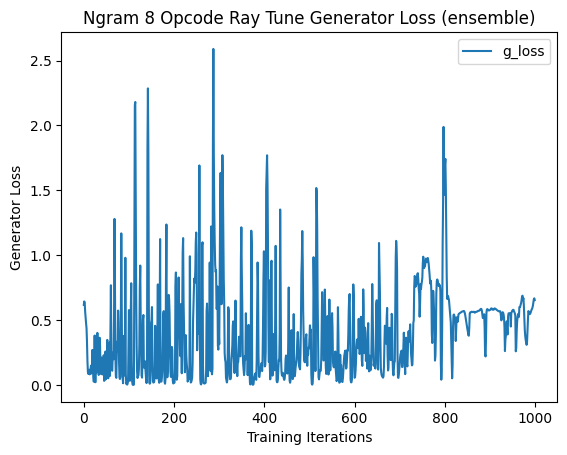 Ngram 8 Opcode Ray Tune Generator Loss (ensemble)
g_loss
2.5
2.0
1.5
1.0
0.5
0.0
Generator Loss
0 200 400 600 800 1000
Training Iterations